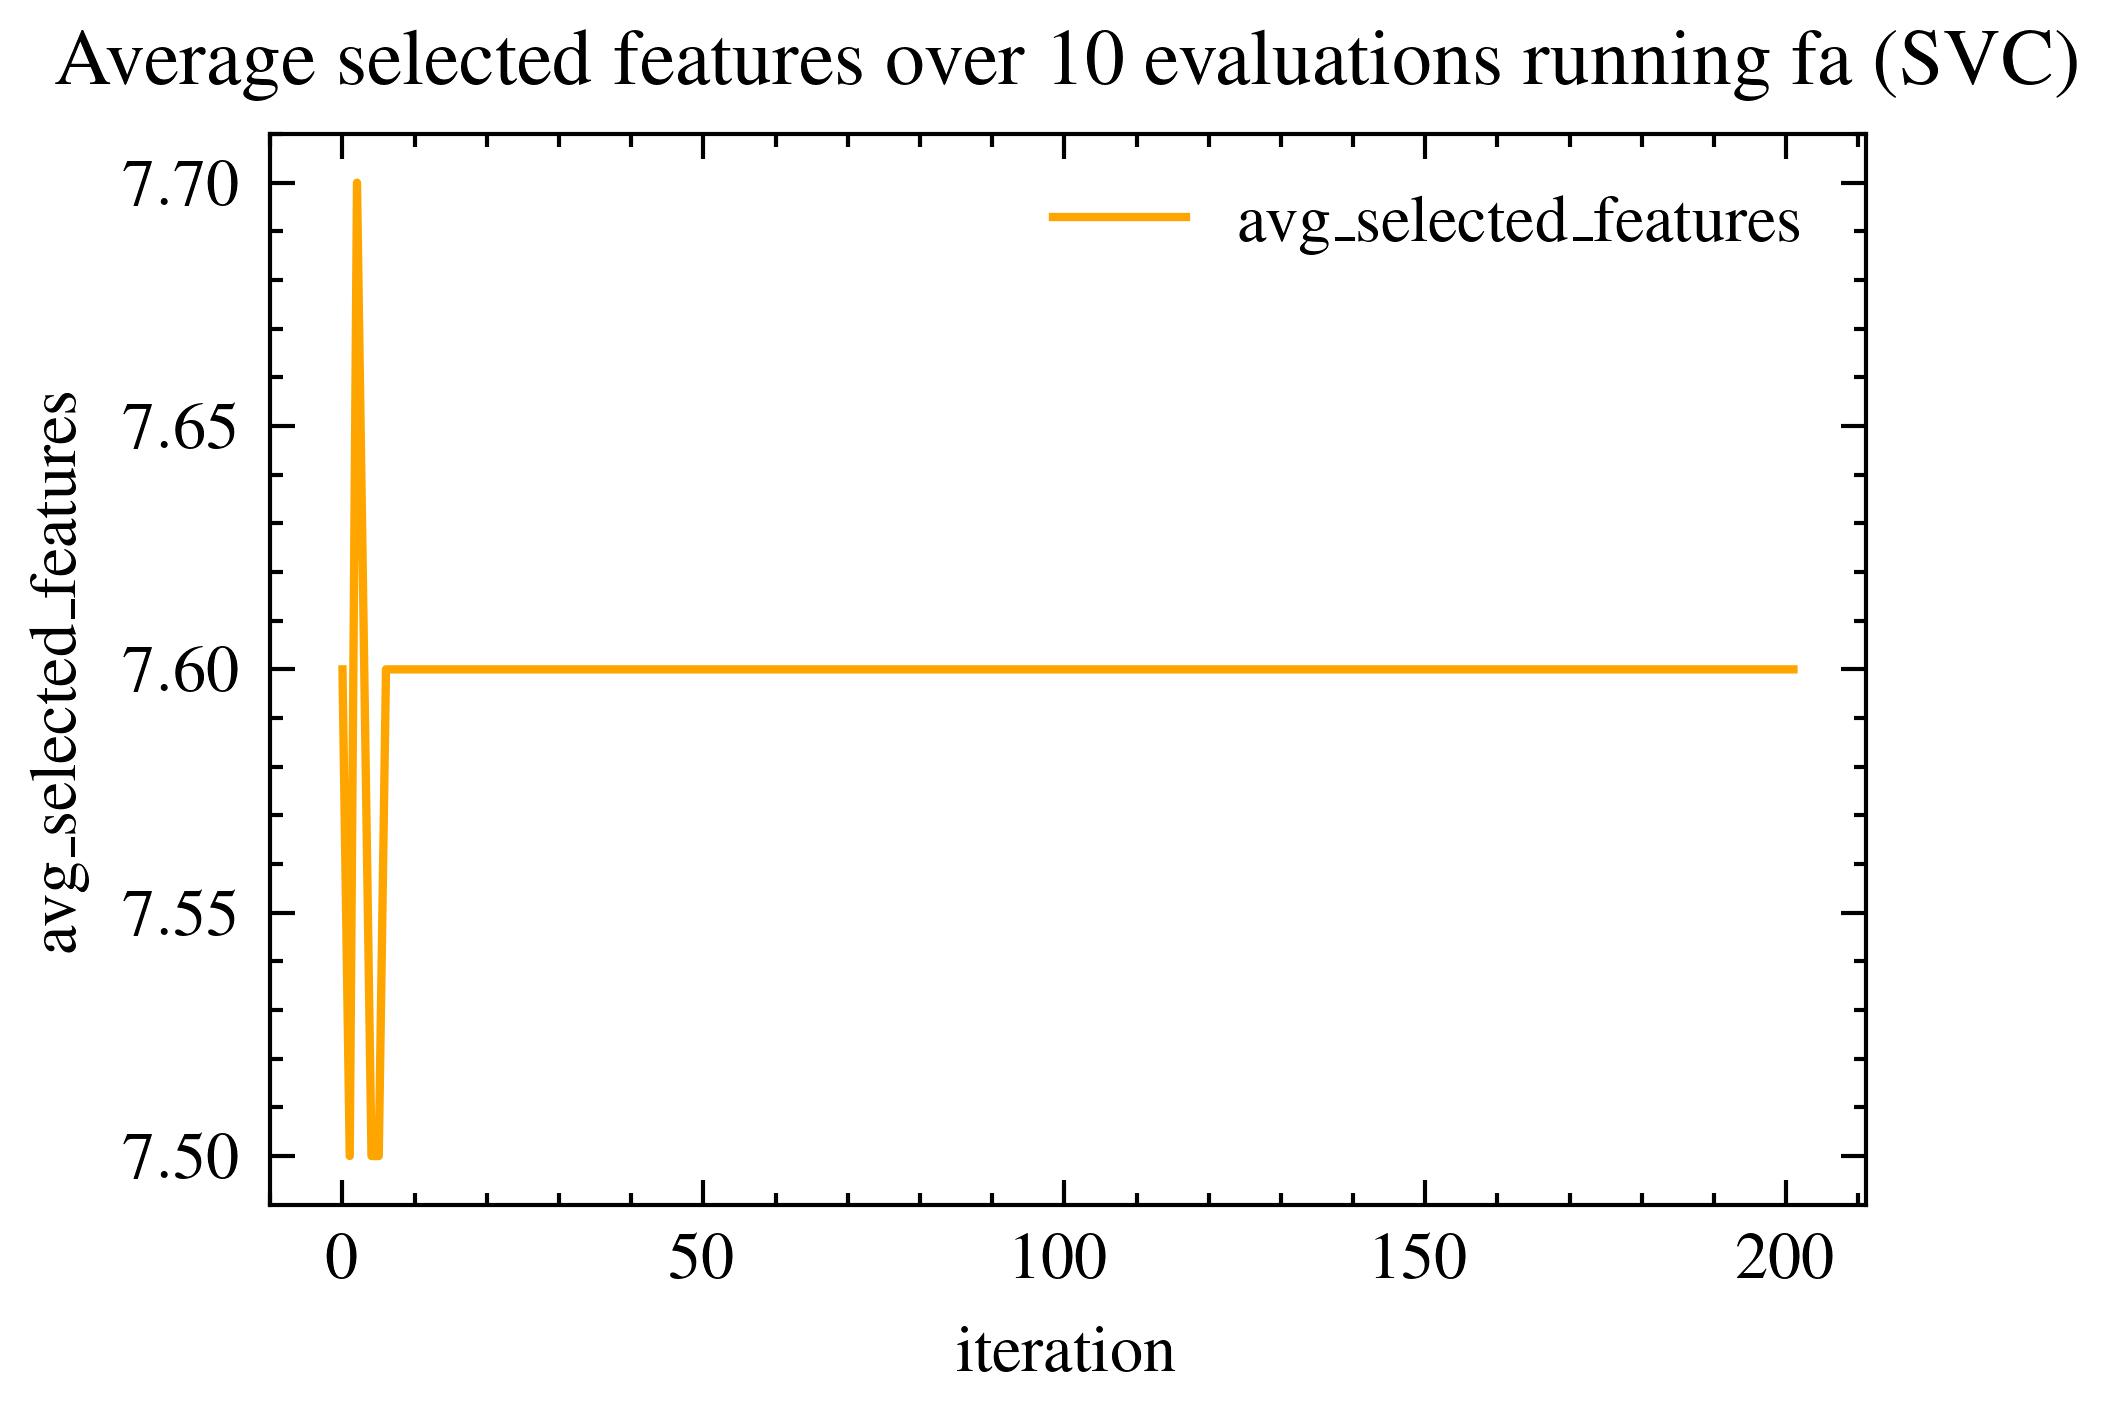 Average selected features over 10 evaluations running fa (SVC)
avg_selected_features
7.70
7.65
7.60
7.55
7.50
avg_selected_features
0 50 100 150 200
iteration